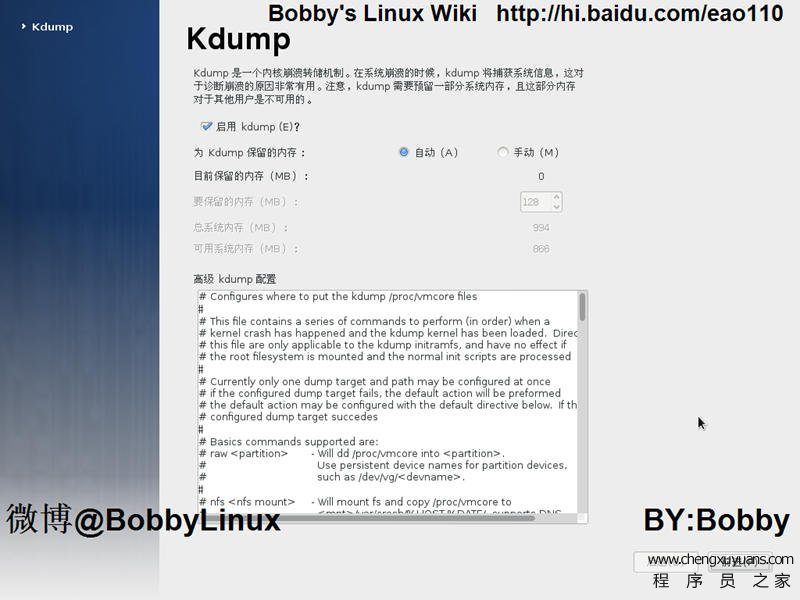 Bobby's Linux Wiki http://hi.baidu.com/eao110
Kdump
Kdump
Kdump 是一个内核崩溃转储机制。在系统崩溃的时候，kdump 将捕获系统信息，这对
于诊断崩溃的原因非常有用。注意，kdump 需要预留一部分系统内存，且这部分内存
对于其他用户是不可用的。
启用 kdump (E)?
为 Kdump 保留的内存： 自动（A） 手动（M）
目前保留的内存（MB）： 0
要保留的内存（MB）： 128
总系统内存（MB）： 994
可用系统内存（MB）： 866
高级 kdump 配置
# Configures where to put the kdump /proc/vmcore files
#
# This file contains a series of commands to perform (in order) when a
# kernel crash has happened and the kdump kernel has been loaded. Direc
# this file are only applicable to the kdump initramfs, and have no effect if
# the root filesystem is mounted and the normal init scripts are processed
#
# Currently only one dump target and path may be configured at once
# if the configured dump target fails, the default action will be preformed
# the default action may be configured with the default directive below. If th
# configured dump target succedes
#
# Basics commands supported are:
# raw <partition> - Will dd /proc/vmcore into <partition>.
# Use persistent device names for partition devices,
# such as /dev/vg/<devname>.
#
# nfs <nfs mount> - Will mount fs and copy /proc/vmcore to
# <mnt>/var/crash/%HOST-%DATE/, supports DNS.
微博@BobbyLinux
BY:Bobby
www.chengxuyuans.com
程序员之家